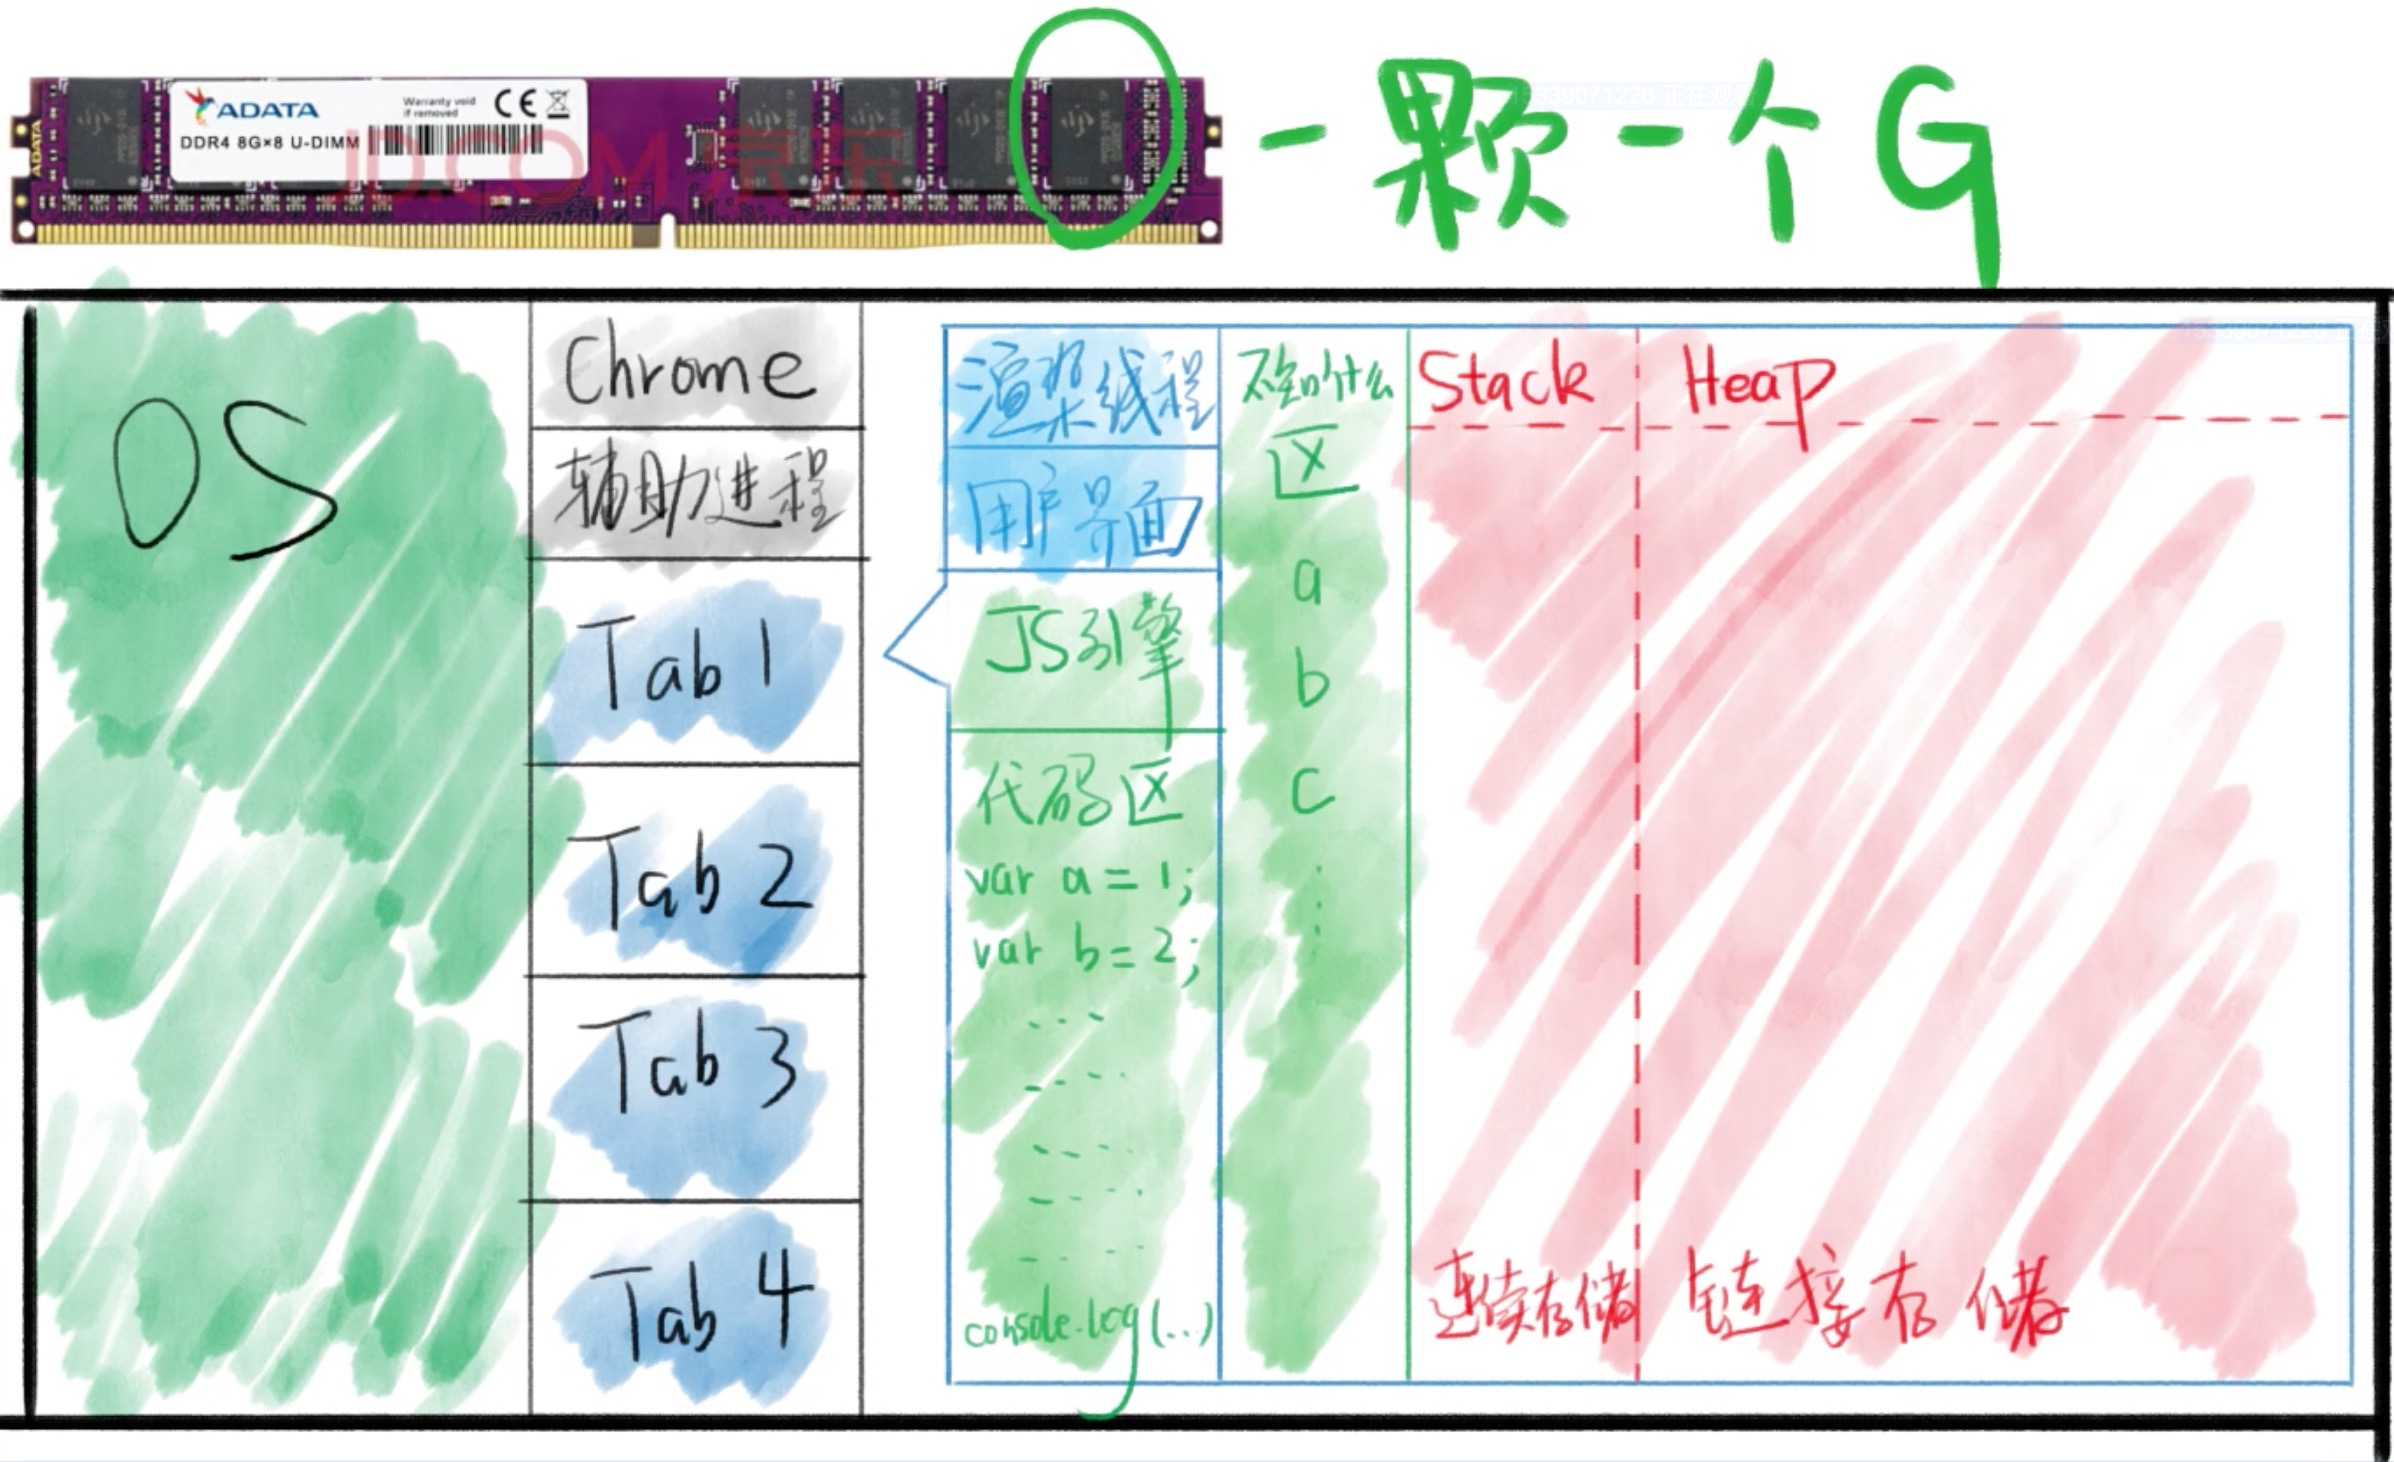 ADATA
ADATA
DDR4 8G×8 U-DIMM
Warranty void
if removed
CE
JD.COM 京东
一颗一个G
OS
Chrome
辅助进程
Tab 1
Tab 2
Tab 3
Tab 4
渲染线程
用户界面
JS引擎
代码区
var a = 1;
var b = 2;
console.log(...)
不知什么
区
a
b
c
Stack
Heap
连续存储
链接存储